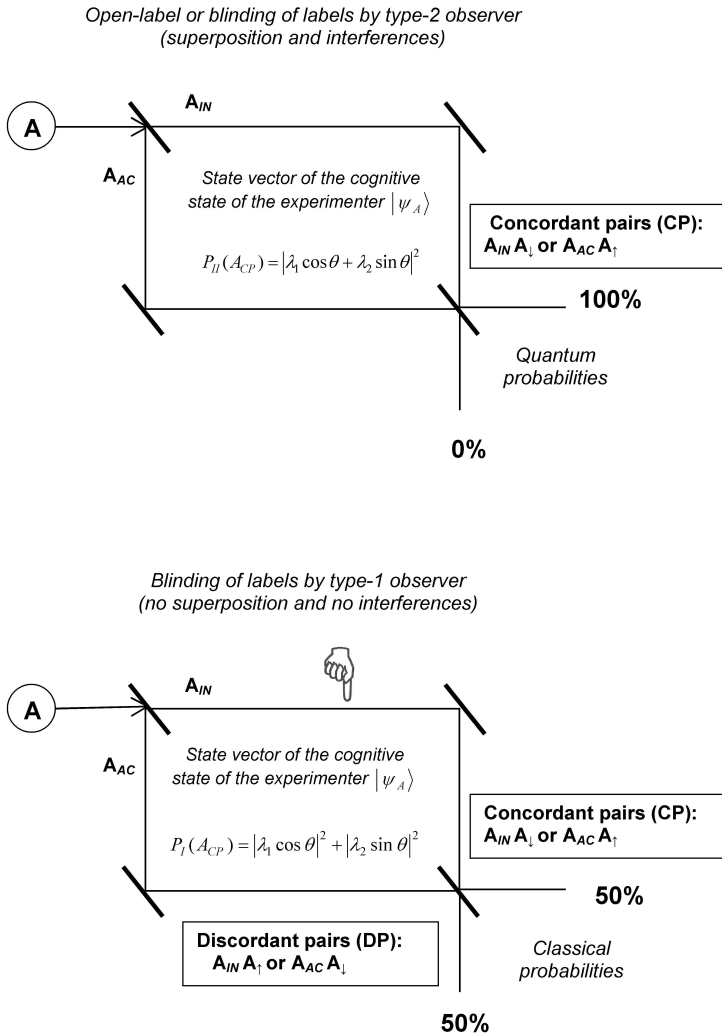 Open-label or blinding of labels by type-2 observer
(superposition and interferences)
A
A_IN
A_AC
State vector of the cognitive
state of the experimenter |ψ_A⟩
P_II(A_CP) = |λ₁ cos θ + λ₂ sin θ|²
Concordant pairs (CP):
A_IN A↓ or A_AC A↑
100%
Quantum
probabilities
0%
Blinding of labels by type-1 observer
(no superposition and no interferences)
A
A_IN
A_AC
State vector of the cognitive
state of the experimenter |ψ_A⟩
P_I(A_CP) = |λ₁ cos θ|² + |λ₂ sin θ|²
Concordant pairs (CP):
A_IN A↓ or A_AC A↑
50%
Discordant pairs (DP):
A_IN A↑ or A_AC A↓
Classical
probabilities
50%